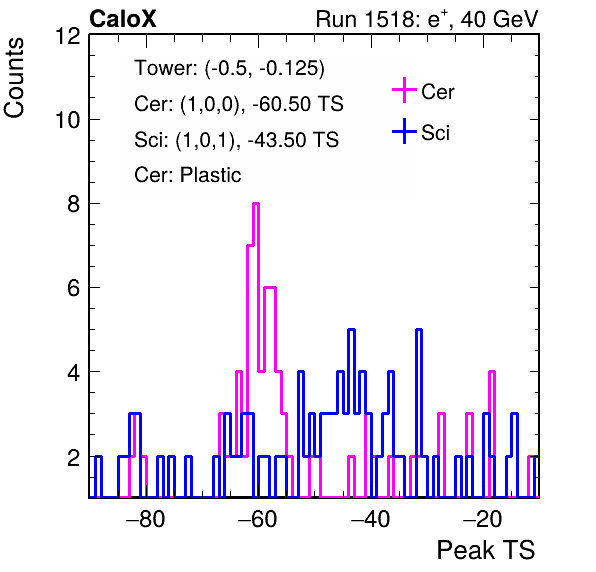 CaloX Run 1518: e⁺, 40 GeV
Counts
12
10
8
6
4
2
Tower: (-0.5, -0.125)
Cer: (1,0,0), -60.50 TS
Sci: (1,0,1), -43.50 TS
Cer: Plastic
Cer
Sci
−80 −60 −40 −20
Peak TS